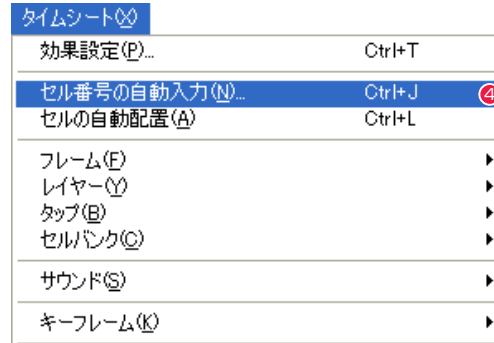 タイムシート(X)
効果設定(P)... Ctrl+T
セル番号の自動入力(N)... Ctrl+J 4
セルの自動配置(A) Ctrl+L
フレーム(F)
レイヤー(Y)
タップ(B)
セルバンク(C)
サウンド(S)
キーフレーム(K)